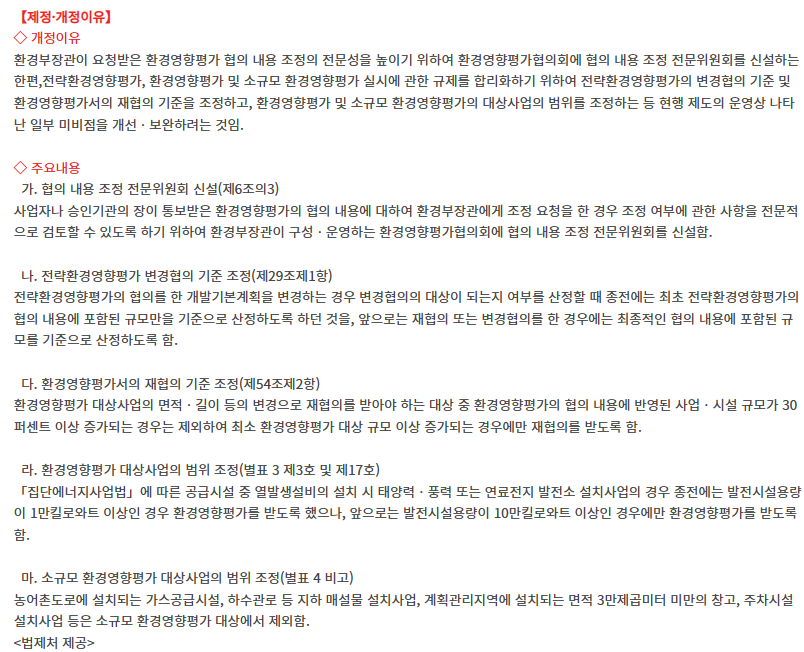 【제정·개정이유】
◇ 개정이유
환경부장관이 요청받은 환경영향평가 협의 내용 조정의 전문성을 높이기 위하여 환경영향평가협의회에 협의 내용 조정 전문위원회를 신설하는
한편,전략환경영향평가, 환경영향평가 및 소규모 환경영향평가 실시에 관한 규제를 합리화하기 위하여 전략환경영향평가의 변경협의 기준 및
환경영향평가서의 재협의 기준을 조정하고, 환경영향평가 및 소규모 환경영향평가의 대상사업의 범위를 조정하는 등 현행 제도의 운영상 나타
난 일부 미비점을 개선ㆍ보완하려는 것임.
◇ 주요내용
가. 협의 내용 조정 전문위원회 신설(제6조의3)
사업자나 승인기관의 장이 통보받은 환경영향평가의 협의 내용에 대하여 환경부장관에게 조정 요청을 한 경우 조정 여부에 관한 사항을 전문적
으로 검토할 수 있도록 하기 위하여 환경부장관이 구성ㆍ운영하는 환경영향평가협의회에 협의 내용 조정 전문위원회를 신설함.
나. 전략환경영향평가 변경협의 기준 조정(제29조제1항)
전략환경영향평가의 협의를 한 개발기본계획을 변경하는 경우 변경협의의 대상이 되는지 여부를 산정할 때 종전에는 최초 전략환경영향평가의
협의 내용에 포함된 규모만을 기준으로 산정하도록 하던 것을, 앞으로는 재협의 또는 변경협의를 한 경우에는 최종적인 협의 내용에 포함된 규
모를 기준으로 산정하도록 함.
다. 환경영향평가서의 재협의 기준 조정(제54조제2항)
환경영향평가 대상사업의 면적ㆍ길이 등의 변경으로 재협의를 받아야 하는 대상 중 환경영향평가의 협의 내용에 반영된 사업ㆍ시설 규모가 30
퍼센트 이상 증가되는 경우는 제외하여 최소 환경영향평가 대상 규모 이상 증가되는 경우에만 재협의를 받도록 함.
라. 환경영향평가 대상사업의 범위 조정(별표 3 제3호 및 제17호)
「집단에너지사업법」에 따른 공급시설 중 열발생설비의 설치 시 태양력ㆍ풍력 또는 연료전지 발전소 설치사업의 경우 종전에는 발전시설용량
이 1만킬로와트 이상인 경우 환경영향평가를 받도록 했으나, 앞으로는 발전시설용량이 10만킬로와트 이상인 경우에만 환경영향평가를 받도록
함.
마. 소규모 환경영향평가 대상사업의 범위 조정(별표 4 비고)
농어촌도로에 설치되는 가스공급시설, 하수관로 등 지하 매설물 설치사업, 계획관리지역에 설치되는 면적 3만제곱미터 미만의 창고, 주차시설
설치사업 등은 소규모 환경영향평가 대상에서 제외함.
<법제처 제공>